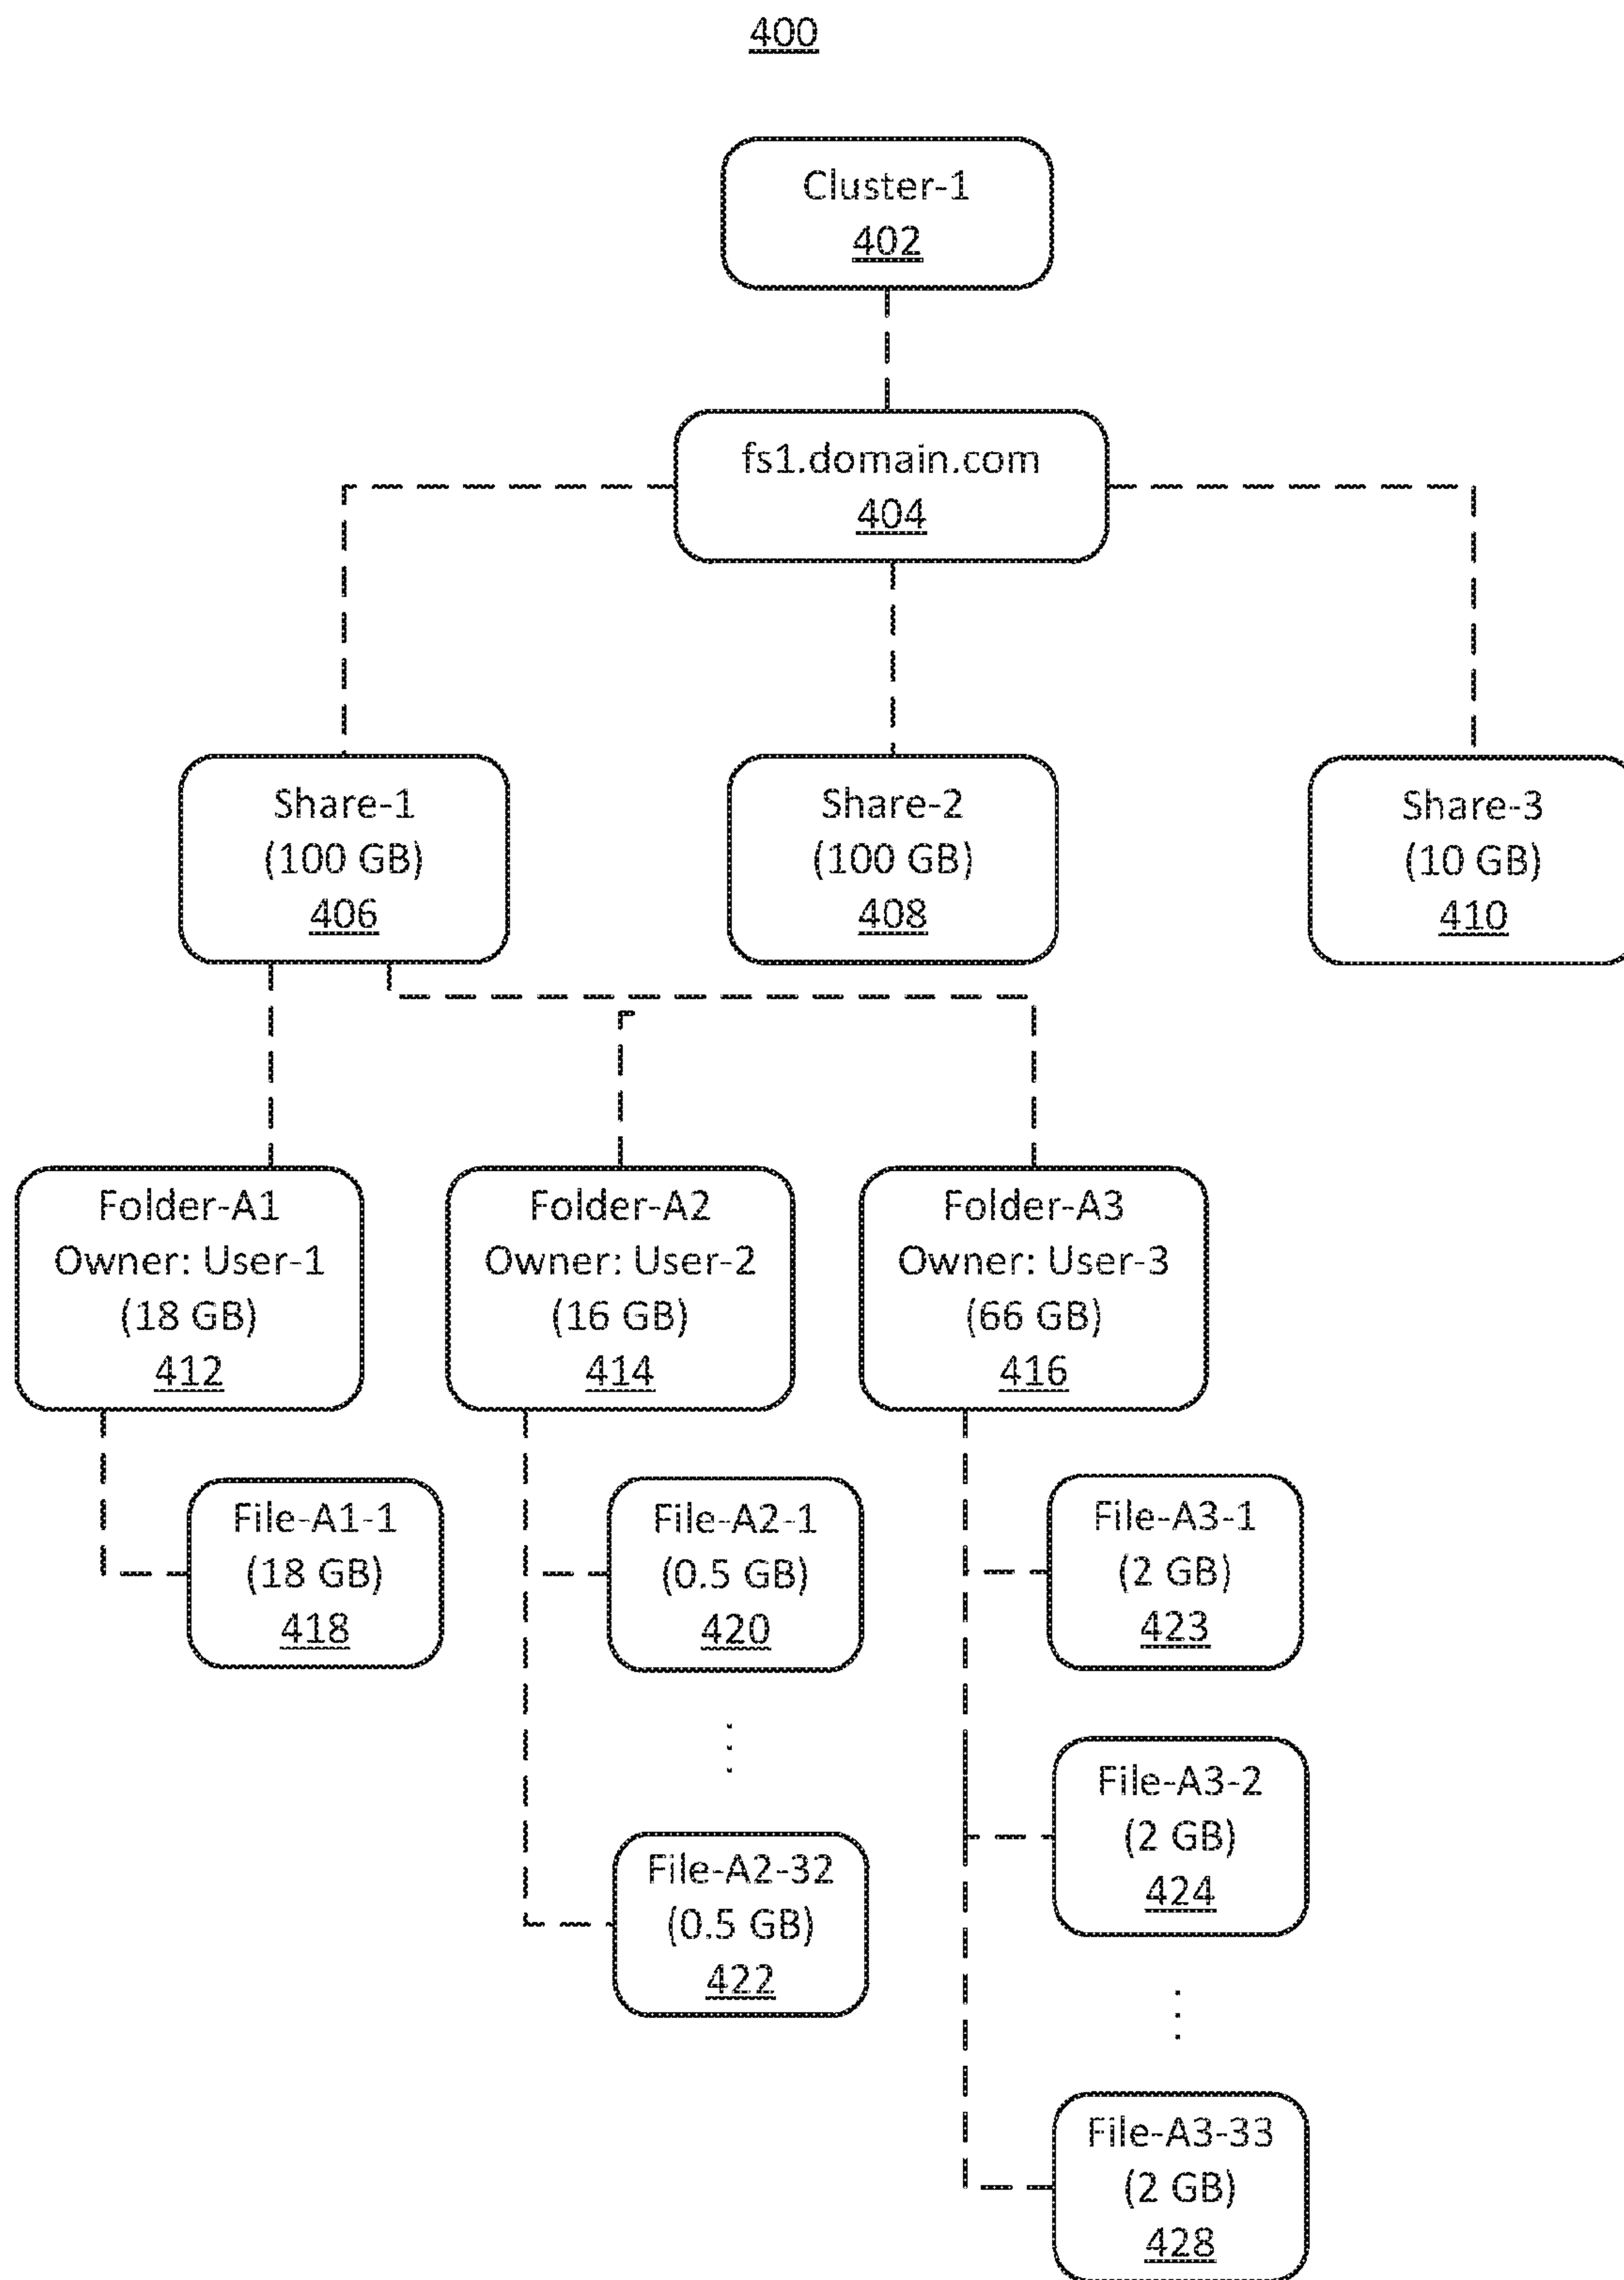 400
Cluster-1
402
fs1.domain.com
404
Share-1
(100 GB)
406
Share-2
(100 GB)
408
Share-3
(10 GB)
410
Folder-A1
Owner: User-1
(18 GB)
412
Folder-A2
Owner: User-2
(16 GB)
414
Folder-A3
Owner: User-3
(66 GB)
416
File-A1-1
(18 GB)
418
File-A2-1
(0.5 GB)
420
File-A2-32
(0.5 GB)
422
File-A3-1
(2 GB)
423
File-A3-2
(2 GB)
424
File-A3-33
(2 GB)
428